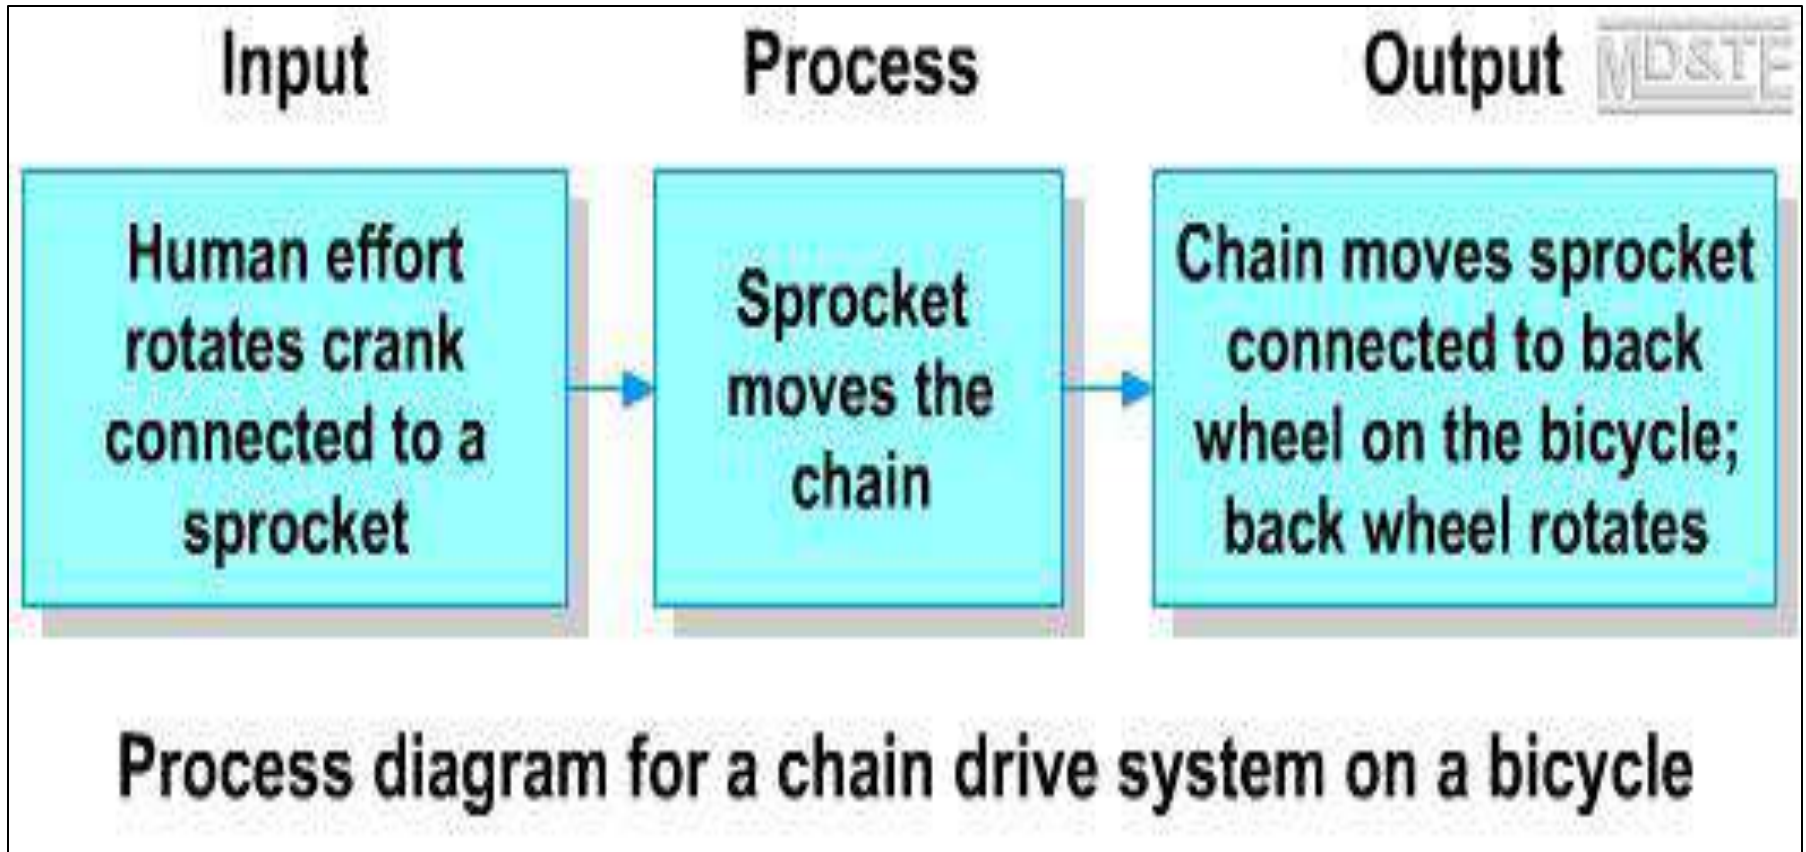 Input
Process
Output
MD&TE
Human effort
rotates crank
connected to a
sprocket
Sprocket
moves the
chain
Chain moves sprocket
connected to back
wheel on the bicycle;
back wheel rotates
Process diagram for a chain drive system on a bicycle